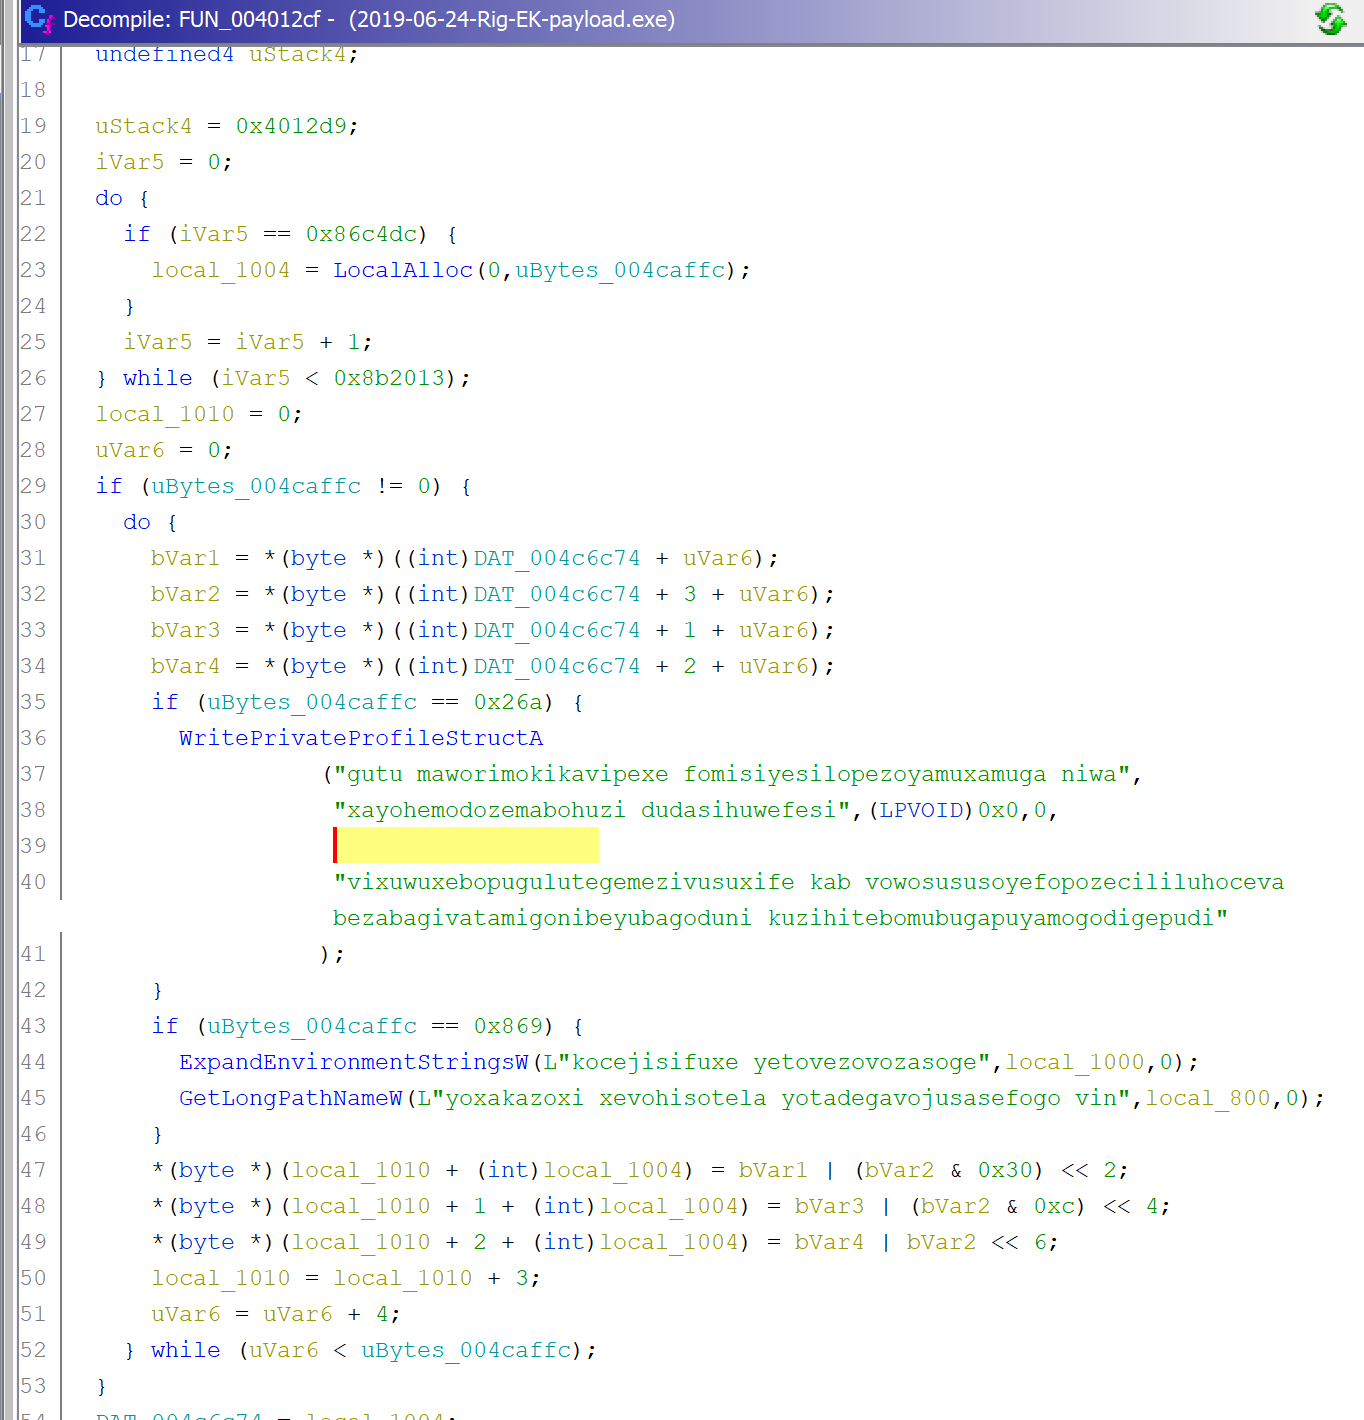 Decompile: FUN_004012cf - (2019-06-24-Rig-EK-payload.exe)
17 undefined4 uStack4;
18
19 uStack4 = 0x4012d9;
20 iVar5 = 0;
21 do {
22 if (iVar5 == 0x86c4dc) {
23 local_1004 = LocalAlloc(0,uBytes_004caffc);
24 }
25 iVar5 = iVar5 + 1;
26 } while (iVar5 < 0x8b2013);
27 local_1010 = 0;
28 uVar6 = 0;
29 if (uBytes_004caffc != 0) {
30 do {
31 bVar1 = *(byte *)((int)DAT_004c6c74 + uVar6);
32 bVar2 = *(byte *)((int)DAT_004c6c74 + 3 + uVar6);
33 bVar3 = *(byte *)((int)DAT_004c6c74 + 1 + uVar6);
34 bVar4 = *(byte *)((int)DAT_004c6c74 + 2 + uVar6);
35 if (uBytes_004caffc == 0x26a) {
36 WritePrivateProfileStructA
37 ("gutu maworimokikavipexe fomisiyesilopezoyamuxamuga niwa",
38 "xayohemodozemabohuzi dudasihuwefesi",(LPVOID)0x0,0,
39
40 "vixuwuxebopugulutegemezivusuxife kab vowosususoyefopozecililuhoceva
bezabagivatamigonibeyubagoduni kuzihitebomubugapuyamogodigepudi"
41 );
42 }
43 if (uBytes_004caffc == 0x869) {
44 ExpandEnvironmentStringsW(L"kocejisifuxe yetovezovozasoge",local_1000,0);
45 GetLongPathNameW(L"yoxakazoxi xevohisotela yotadegavojusasefogo vin",local_800,0);
46 }
47 *(byte *)(local_1010 + (int)local_1004) = bVar1 | (bVar2 & 0x30) << 2;
48 *(byte *)(local_1010 + 1 + (int)local_1004) = bVar3 | (bVar2 & 0xc) << 4;
49 *(byte *)(local_1010 + 2 + (int)local_1004) = bVar4 | bVar2 << 6;
50 local_1010 = local_1010 + 3;
51 uVar6 = uVar6 + 4;
52 } while (uVar6 < uBytes_004caffc);
53 }
54 DAT_004c6c74 = local_1004;